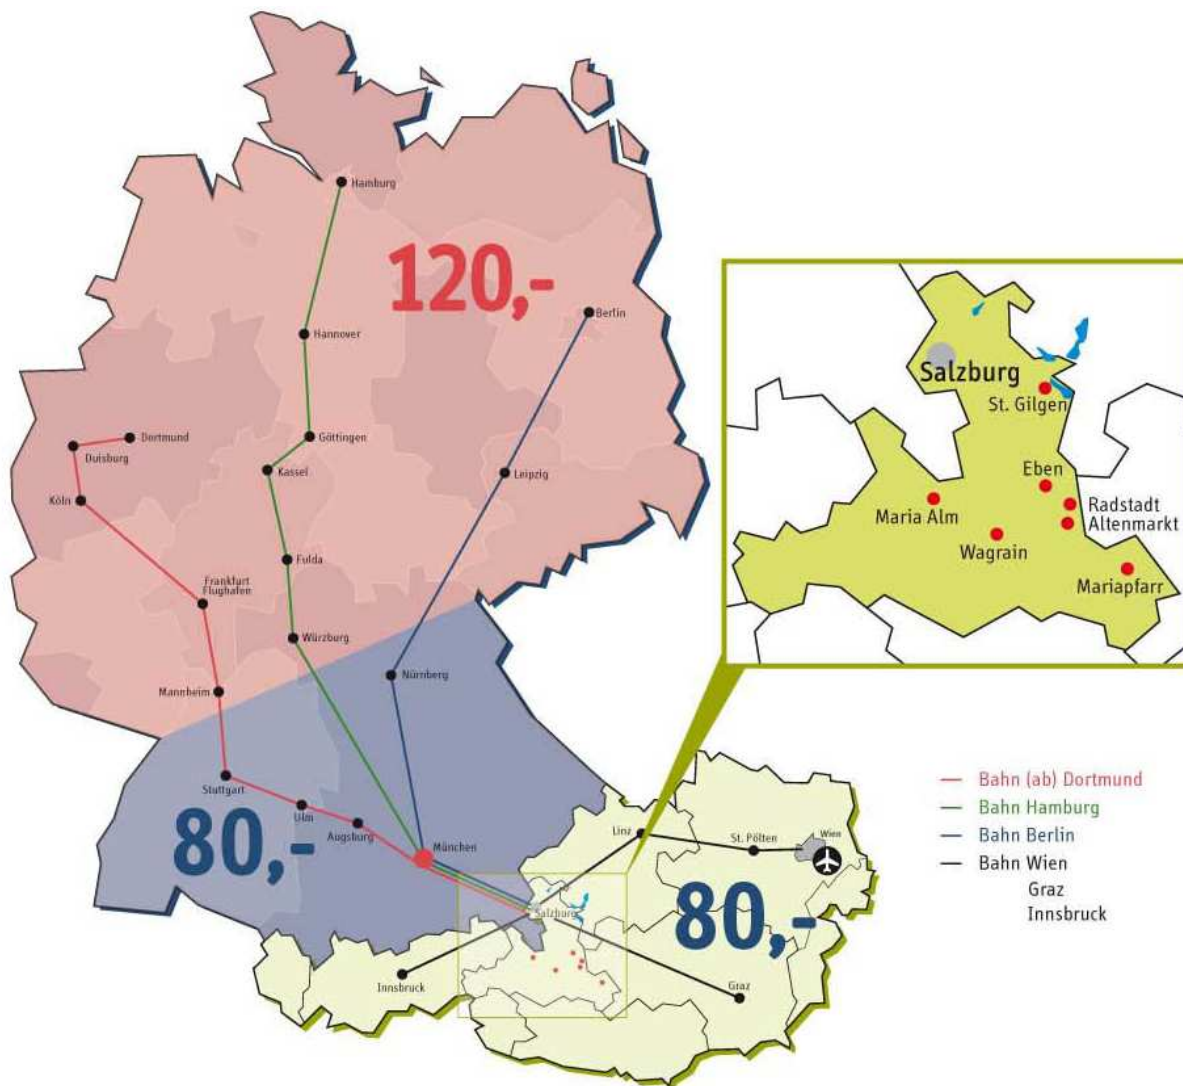 Hamburg
120,-
Hannover
Berlin
Dortmund
Duisburg
Göttingen
Kassel
Leipzig
Köln
Fulda
Frankfurt
Flughafen
Würzburg
Nürnberg
Mannheim
Stuttgart
Ulm
Augsburg
80,-
München
Linz
St. Pölten
Wien
Salzburg
80,-
Innsbruck
Graz
Salzburg
St. Gilgen
Eben
Maria Alm
Radstadt
Altenmarkt
Wagrain
Mariapfarr
Bahn (ab) Dortmund
Bahn Hamburg
Bahn Berlin
Bahn Wien
Graz
Innsbruck